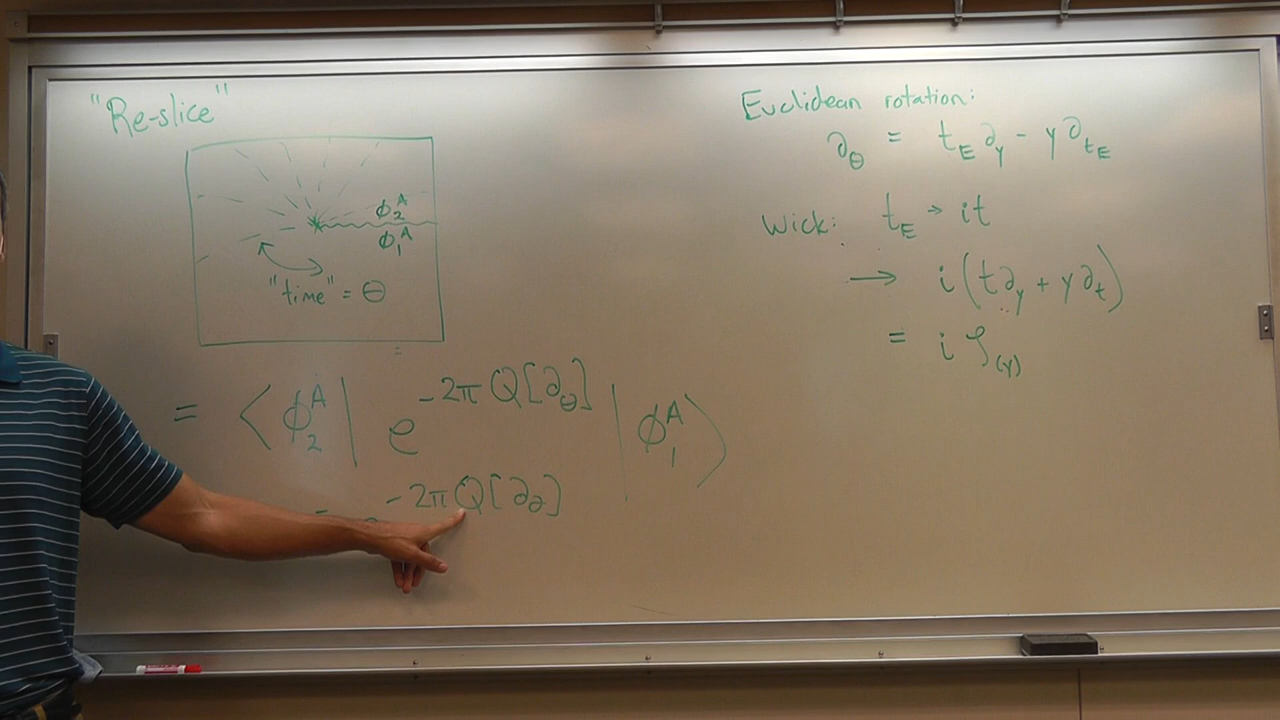 "Re-slice"
ϕ₂ᴬ
ϕ₁ᴬ
"time" = Θ
= ⟨ϕ₂ᴬ| e^{-2π Q[∂_Θ]} |ϕ₁ᴬ⟩
-2π Q[∂_∂]
Euclidean rotation:
∂_Θ = t_E ∂_y - y ∂_{t_E}
Wick: t_E → it
→ i(t∂_y + y∂_t)
= i ζ_(y)